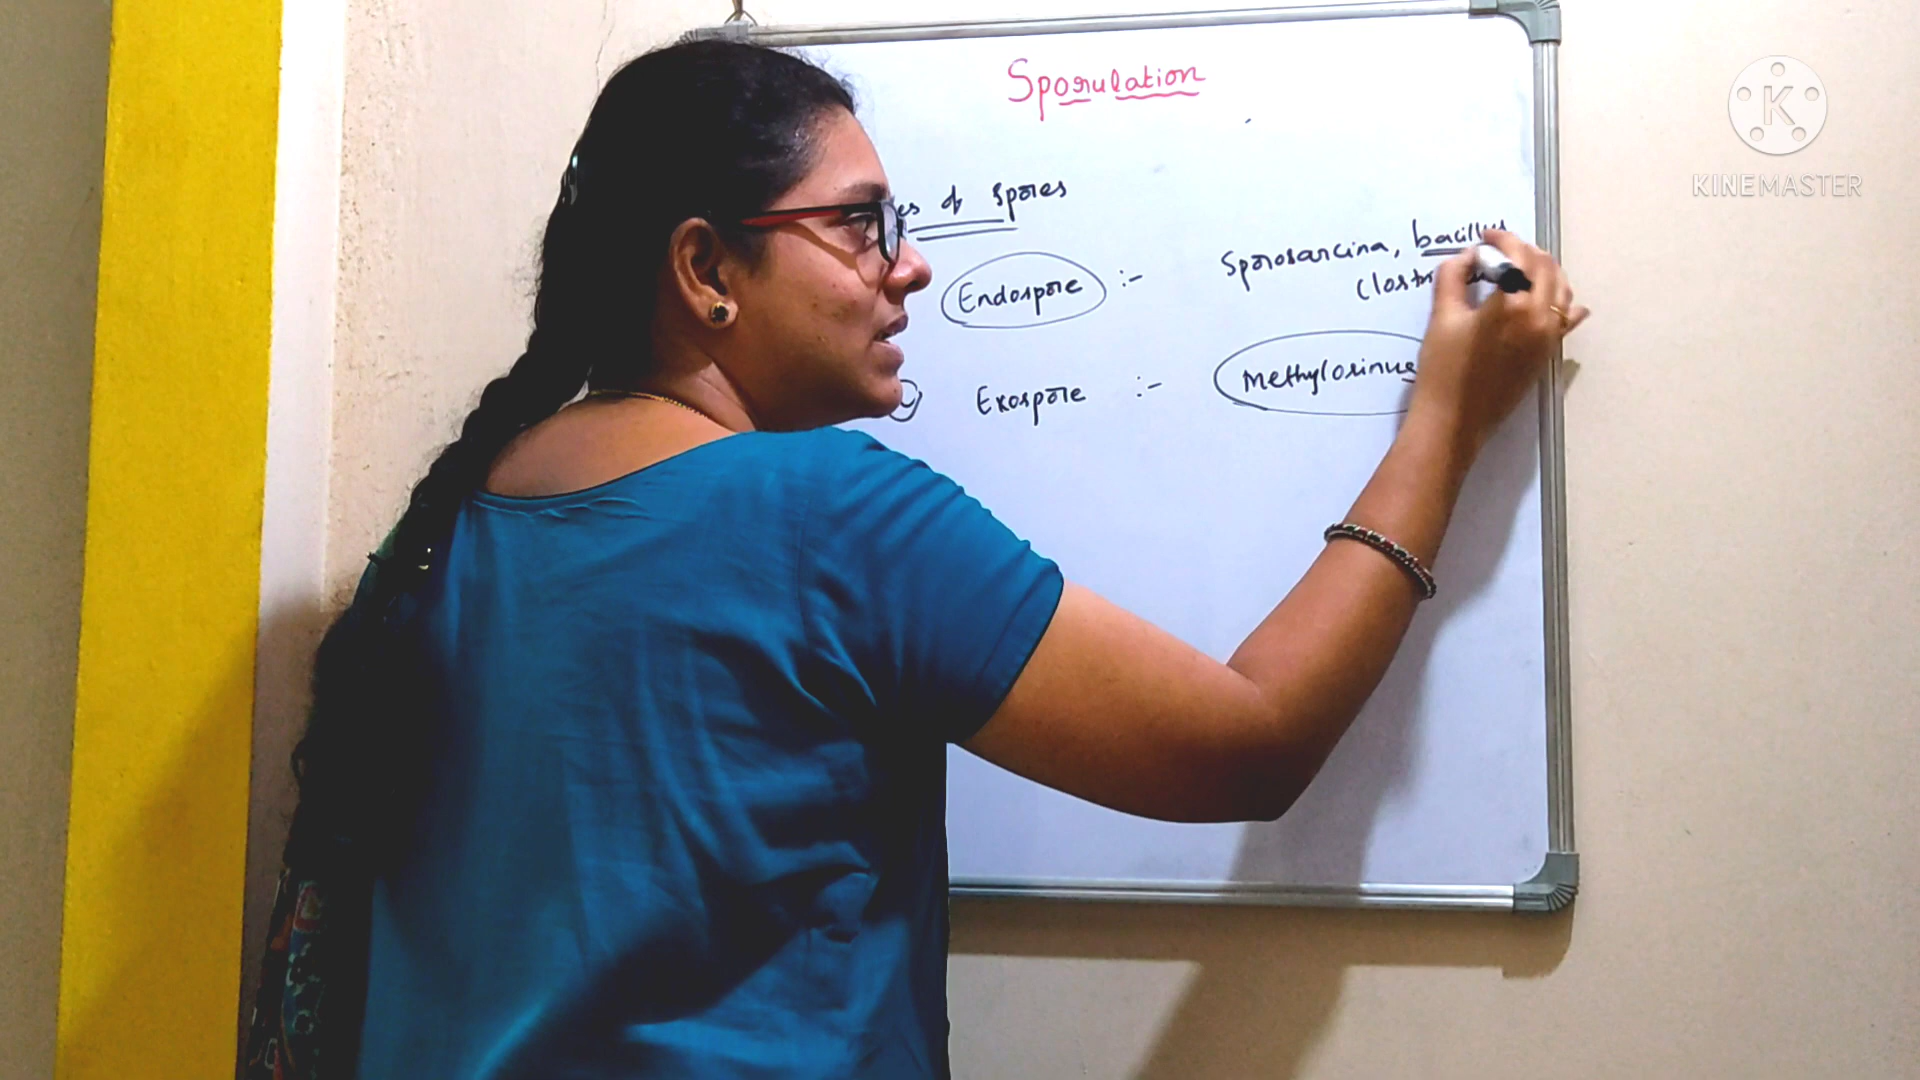 Sporulation
of Spores
Endospore :- Sporosarcina, bacillus
Exospore :- Methylosinus
K
KINEMASTER